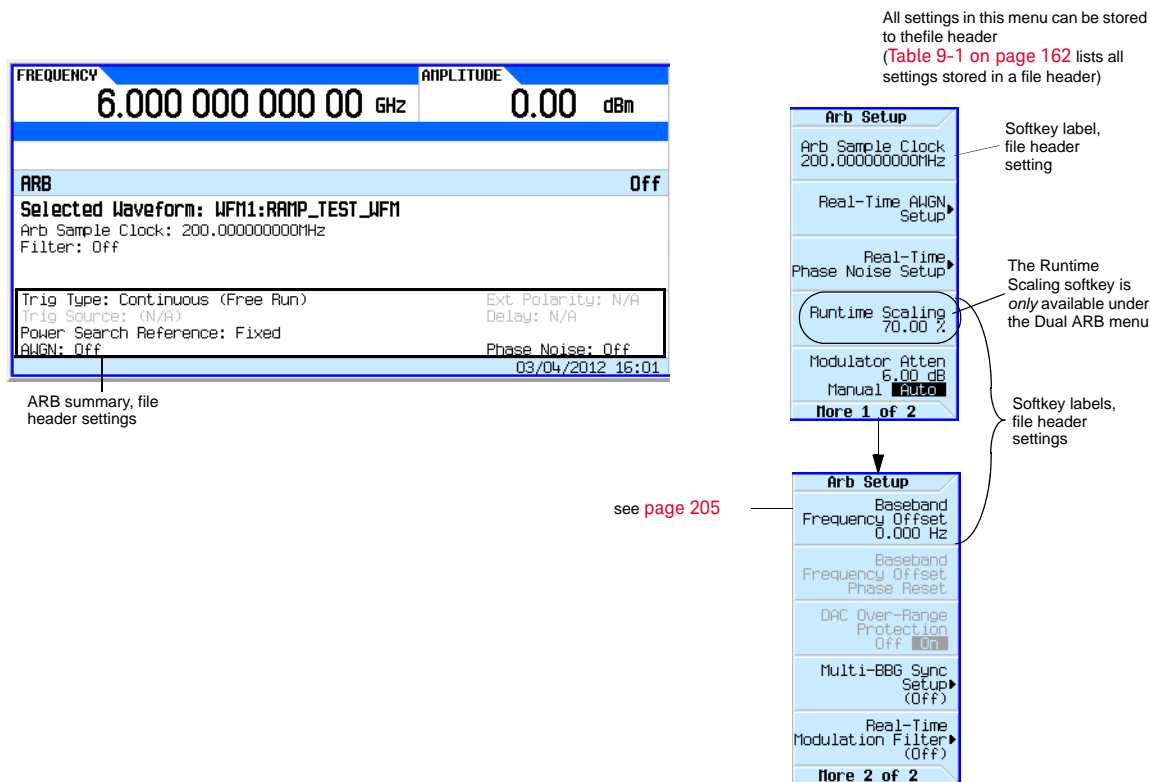 All settings in this menu can be stored
to thefile header
(Table 9-1 on page 162 lists all
settings stored in a file header)
FREQUENCY
AMPLITUDE
6.000 000 000 00 GHz
0.00 dBm
ARB
Off
Selected Waveform: WFM1:RAMP_TEST_WFM
Arb Sample Clock: 200.000000000MHz
Filter: Off
Trig Type: Continuous (Free Run)
Ext Polarity: N/A
Trig Source: (N/A)
Delay: N/A
Power Search Reference: Fixed
AWGN: Off
Phase Noise: Off
03/04/2012 16:01
ARB summary, file
header settings
Arb Setup
Arb Sample Clock
200.000000000MHz
Real-Time AWGN
Setup
Real-Time
Phase Noise Setup
Runtime Scaling
70.00 %
Modulator Atten
6.00 dB
Manual Auto
More 1 of 2
Softkey label,
file header
setting
The Runtime
Scaling softkey is
only available under
the Dual ARB menu.
Softkey labels,
file header
settings
see page 205
Arb Setup
Baseband
Frequency Offset
0.000 Hz
Baseband
Frequency Offset
Phase Reset
DAC Over-Range
Protection
Off On
Multi-BBG Sync
Setup
(Off)
Real-Time
Modulation Filter
(Off)
More 2 of 2